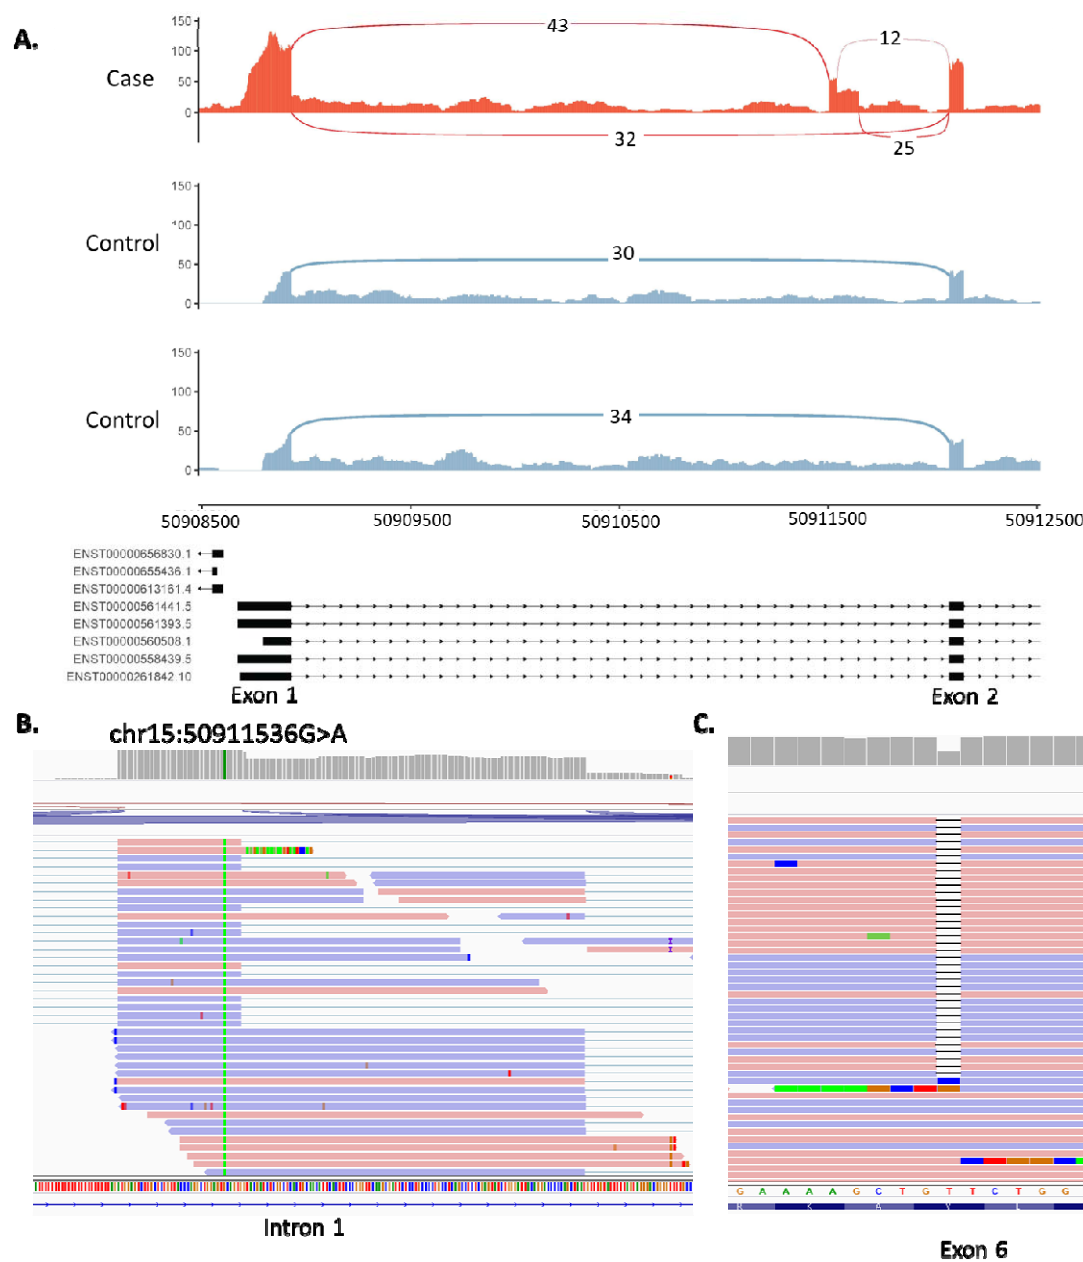 A.
Case
150
100
50
0
43
12
32
25
Control
150
100
50
0
30
Control
150
100
50
0
34
50908500 50909500 50910500 50911500 50912500
ENST00000656830.1
ENST00000655436.1
ENST00000613161.4
ENST00000561441.5
ENST00000561393.5
ENST00000560508.1
ENST00000558439.5
ENST00000261842.10
Exon 1 Exon 2
B. C.
chr15:50911536G>A
G A A A A G C T G T T C T G G
Intron 1
Exon 6